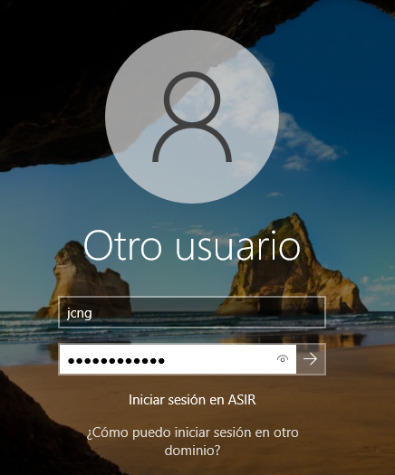 Otro usuario
jcng
••••••••••••
Iniciar sesión en ASIR
¿Cómo puedo iniciar sesión en otro
dominio?